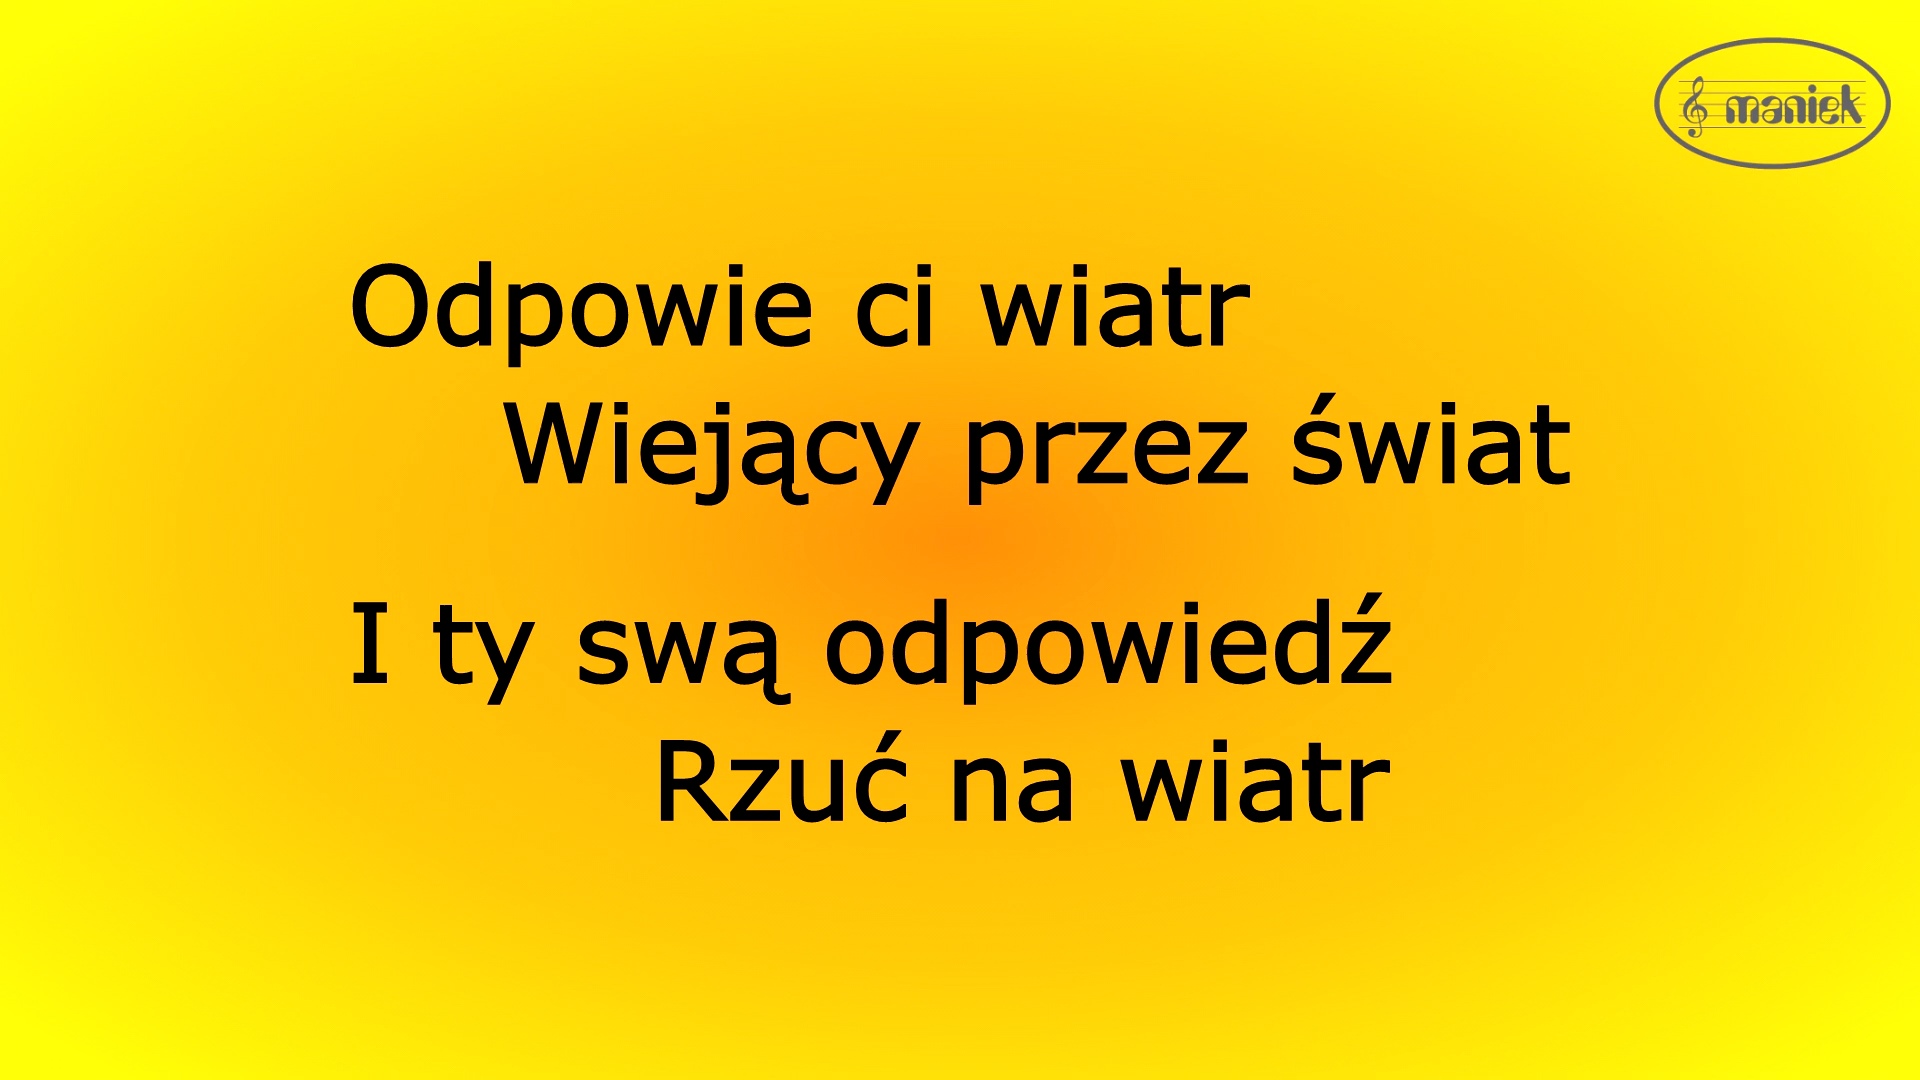 maniek
Odpowie ci wiatr
Wiejący przez świat
I ty swą odpowiedź
Rzuć na wiatr